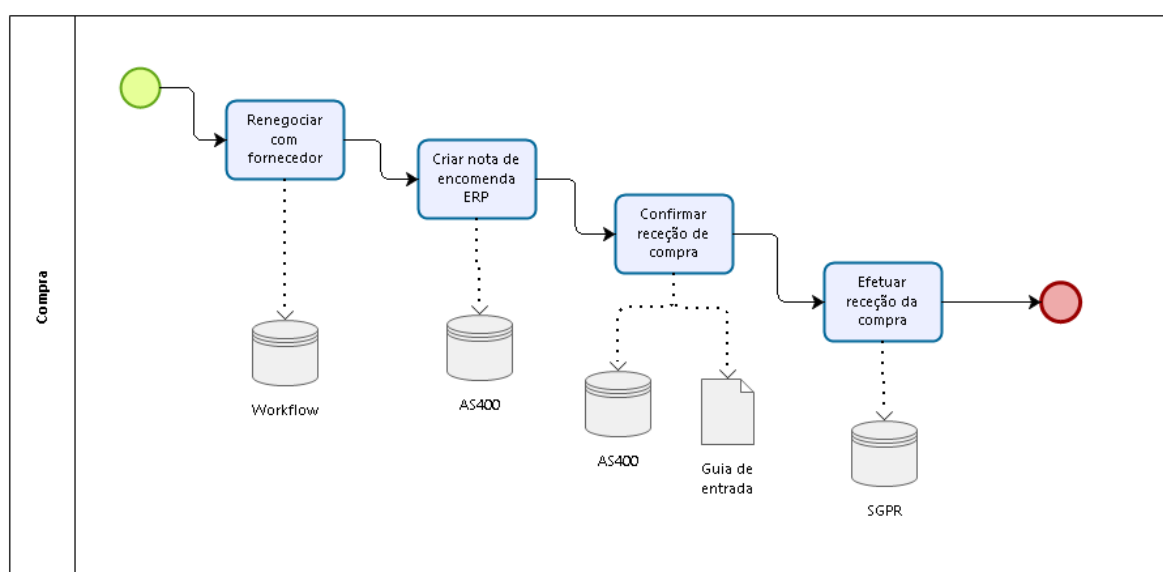 Compra
Renegociar
com
fornecedor
Criar nota de
encomenda
ERP
Confirmar
receção de
compra
Efetuar
receção da
compra
Workflow
AS400
AS400
Guia de
entrada
SGPR